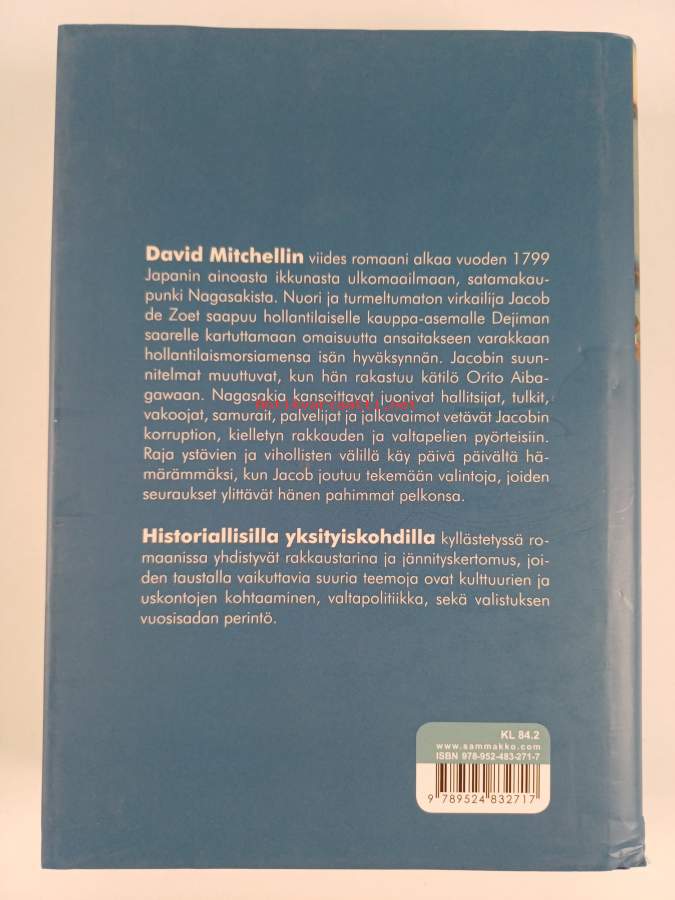 David Mitchellin viides romaani alkaa vuoden 1799
Japanin ainoasta ikkunasta ulkomaailmaan, satamakau-
punki Nagasakista. Nuori ja turmeltumaton virkailija Jacob
de Zoet saapuu hollantilaiselle kauppa-asemalle Dejiman
saarelle kartuttamaan omaisuutta ansaitakseen varakkaan
hollantilaismorsiamensa isän hyväksynnän. Jacobin suun-
nitelmat muuttuvat, kun hän rakastuu kätilö Orito Aiba-
gawaan. Nagasakia kansoittavat juonivat hallitsijat, tulkit,
antikvariaatti.net
vakoojat, samurait, palvelijat ja jalkavaimot vetävät Jacobin
korruption, kielletyn rakkauden ja valtapelien pyörteisiin.
Raja ystävien ja vihollisten välillä käy päivä päivältä hä-
märämmäksi, kun Jacob joutuu tekemään valintoja, joiden
seuraukset ylittävät hänen pahimmat pelkonsa.
Historiallisilla yksityiskohdilla kyllästetyssä ro-
maanissa yhdistyvät rakkaustarina ja jännityskertomus, joi-
den taustalla vaikuttavia suuria teemoja ovat kulttuurien ja
uskontojen kohtaaminen, valtapolitiikka, sekä valistuksen
vuosisadan perintö.
KL 84.2
www.sammakko.com
ISBN 978-952-483-271-7
9 789524 832717